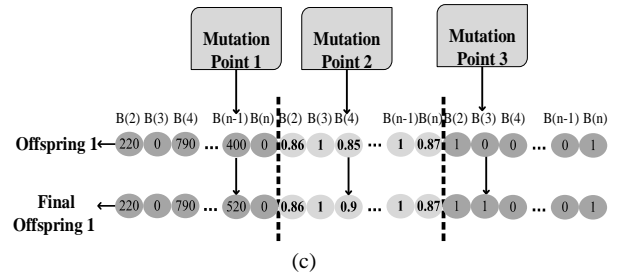 Mutation Point 1
Mutation Point 2
Mutation Point 3
B(2) B(3) B(4) B(n-1) B(n) B(2) B(3) B(4) B(n-1) B(n) B(2) B(3) B(4) B(n-1) B(n)
Offspring 1 220 0 790 ... 400 0 0.86 1 0.85 ... 1 0.87 1 0 0 ... 0 1
Final Offspring 1 220 0 790 ... 520 0 0.86 1 0.9 ... 1 0.87 1 1 0 ... 0 1
(c)